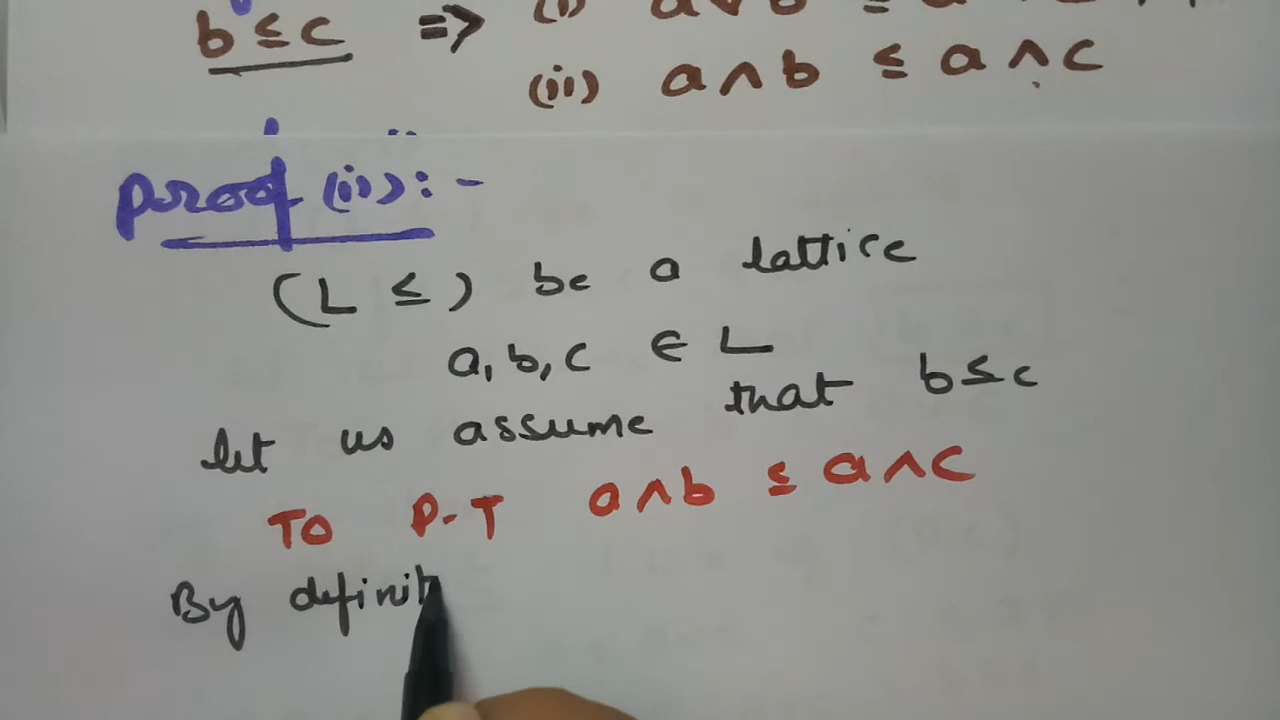 b ≤ c => (i) a v b ≤ a
(ii) a ∧ b ≤ a ∧ c
Proof (ii): -
(L ≤) be a lattice
a, b, c ∈ L
let us assume that b ≤ c
TO P.T a ∧ b ≤ a ∧ c
By definit